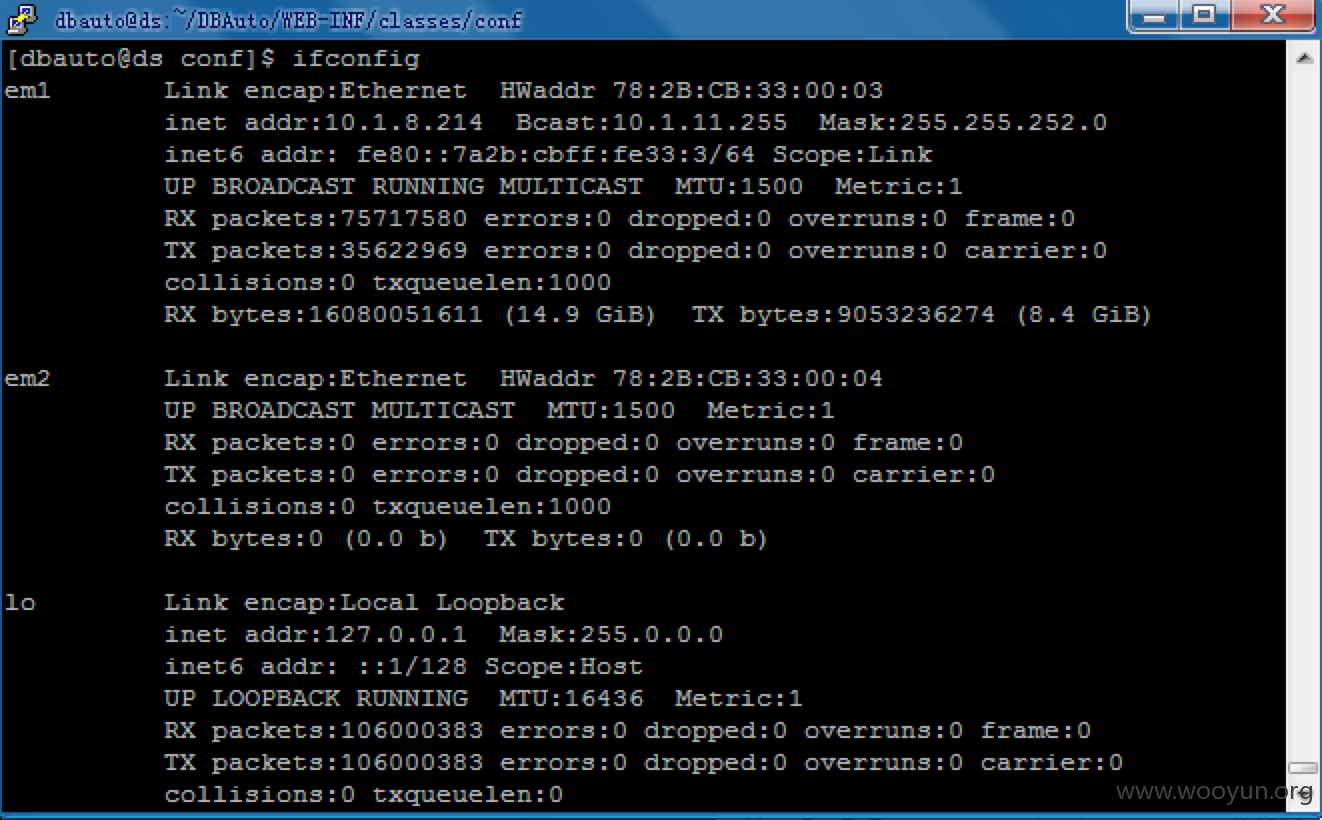 dbauto@ds:~/DBAuto/WEB-INF/classes/conf
[dbauto@ds conf]$ ifconfig
em1       Link encap:Ethernet  HWaddr 78:2B:CB:33:00:03
          inet addr:10.1.8.214  Bcast:10.1.11.255  Mask:255.255.252.0
          inet6 addr: fe80::7a2b:cbff:fe33:3/64 Scope:Link
          UP BROADCAST RUNNING MULTICAST  MTU:1500  Metric:1
          RX packets:75717580 errors:0 dropped:0 overruns:0 frame:0
          TX packets:35622969 errors:0 dropped:0 overruns:0 carrier:0
          collisions:0 txqueuelen:1000
          RX bytes:16080051611 (14.9 GiB)  TX bytes:9053236274 (8.4 GiB)
em2       Link encap:Ethernet  HWaddr 78:2B:CB:33:00:04
          UP BROADCAST MULTICAST  MTU:1500  Metric:1
          RX packets:0 errors:0 dropped:0 overruns:0 frame:0
          TX packets:0 errors:0 dropped:0 overruns:0 carrier:0
          collisions:0 txqueuelen:1000
          RX bytes:0 (0.0 b)  TX bytes:0 (0.0 b)
lo        Link encap:Local Loopback
          inet addr:127.0.0.1  Mask:255.0.0.0
          inet6 addr: ::1/128 Scope:Host
          UP LOOPBACK RUNNING  MTU:16436  Metric:1
          RX packets:106000383 errors:0 dropped:0 overruns:0 frame:0
          TX packets:106000383 errors:0 dropped:0 overruns:0 carrier:0
          collisions:0 txqueuelen:0
www.wooyun.org